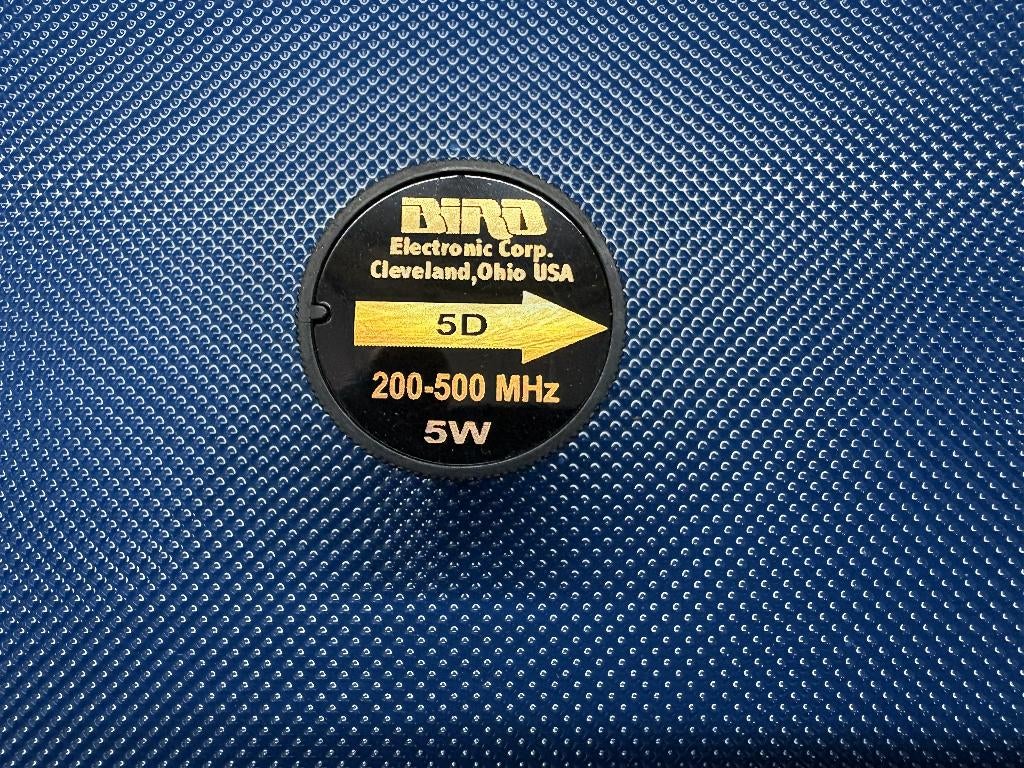 BIRD
Electronic Corp.
Cleveland,Ohio USA
5D
200-500 MHz
5W